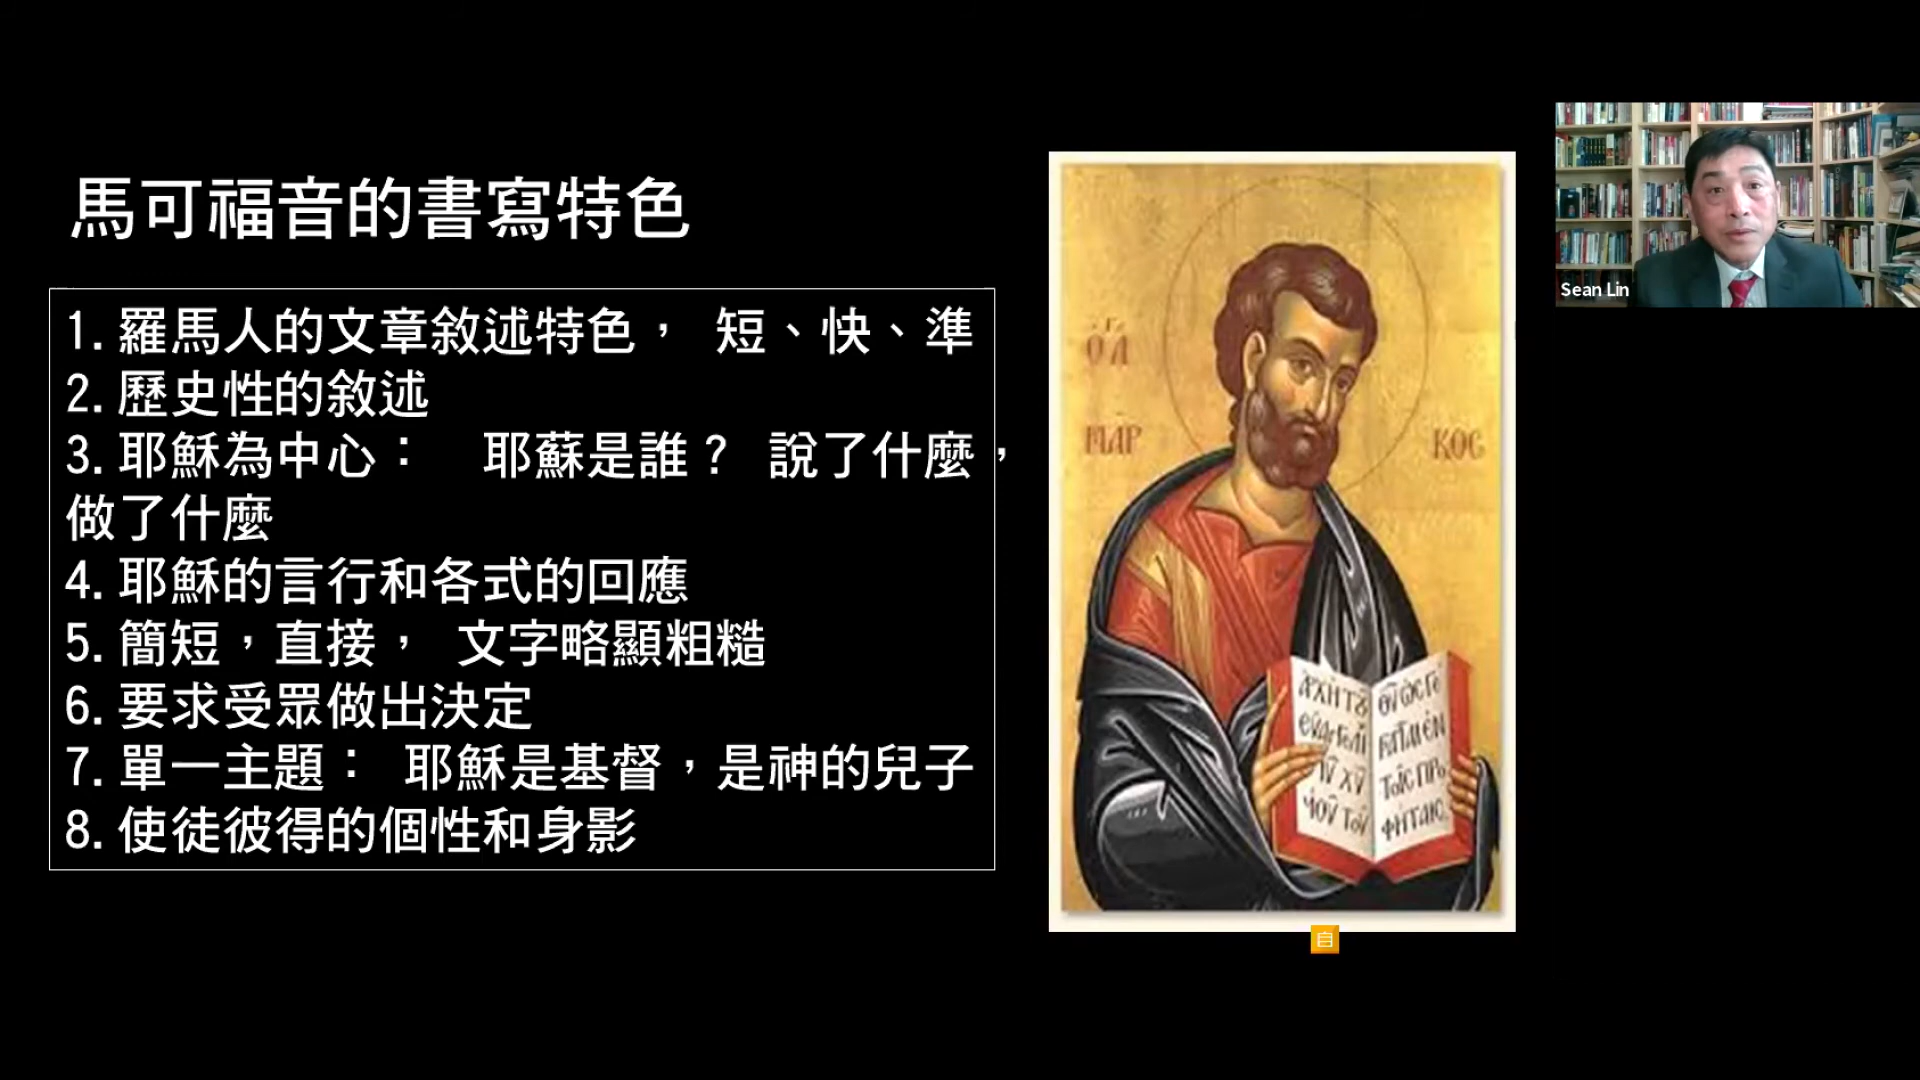 馬可福音的書寫特色
1. 羅馬人的文章敘述特色， 短、快、準
2. 歷史性的敘述
3. 耶穌為中心： 耶蘇是誰？ 說了什麼，
做了什麼
4. 耶穌的言行和各式的回應
5. 簡短，直接， 文字略顯粗糙
6. 要求受眾做出決定
7. 單一主題： 耶穌是基督，是神的兒子
8. 使徒彼得的個性和身影
ΜΑΡ
ΚΟС
自
Sean Lin